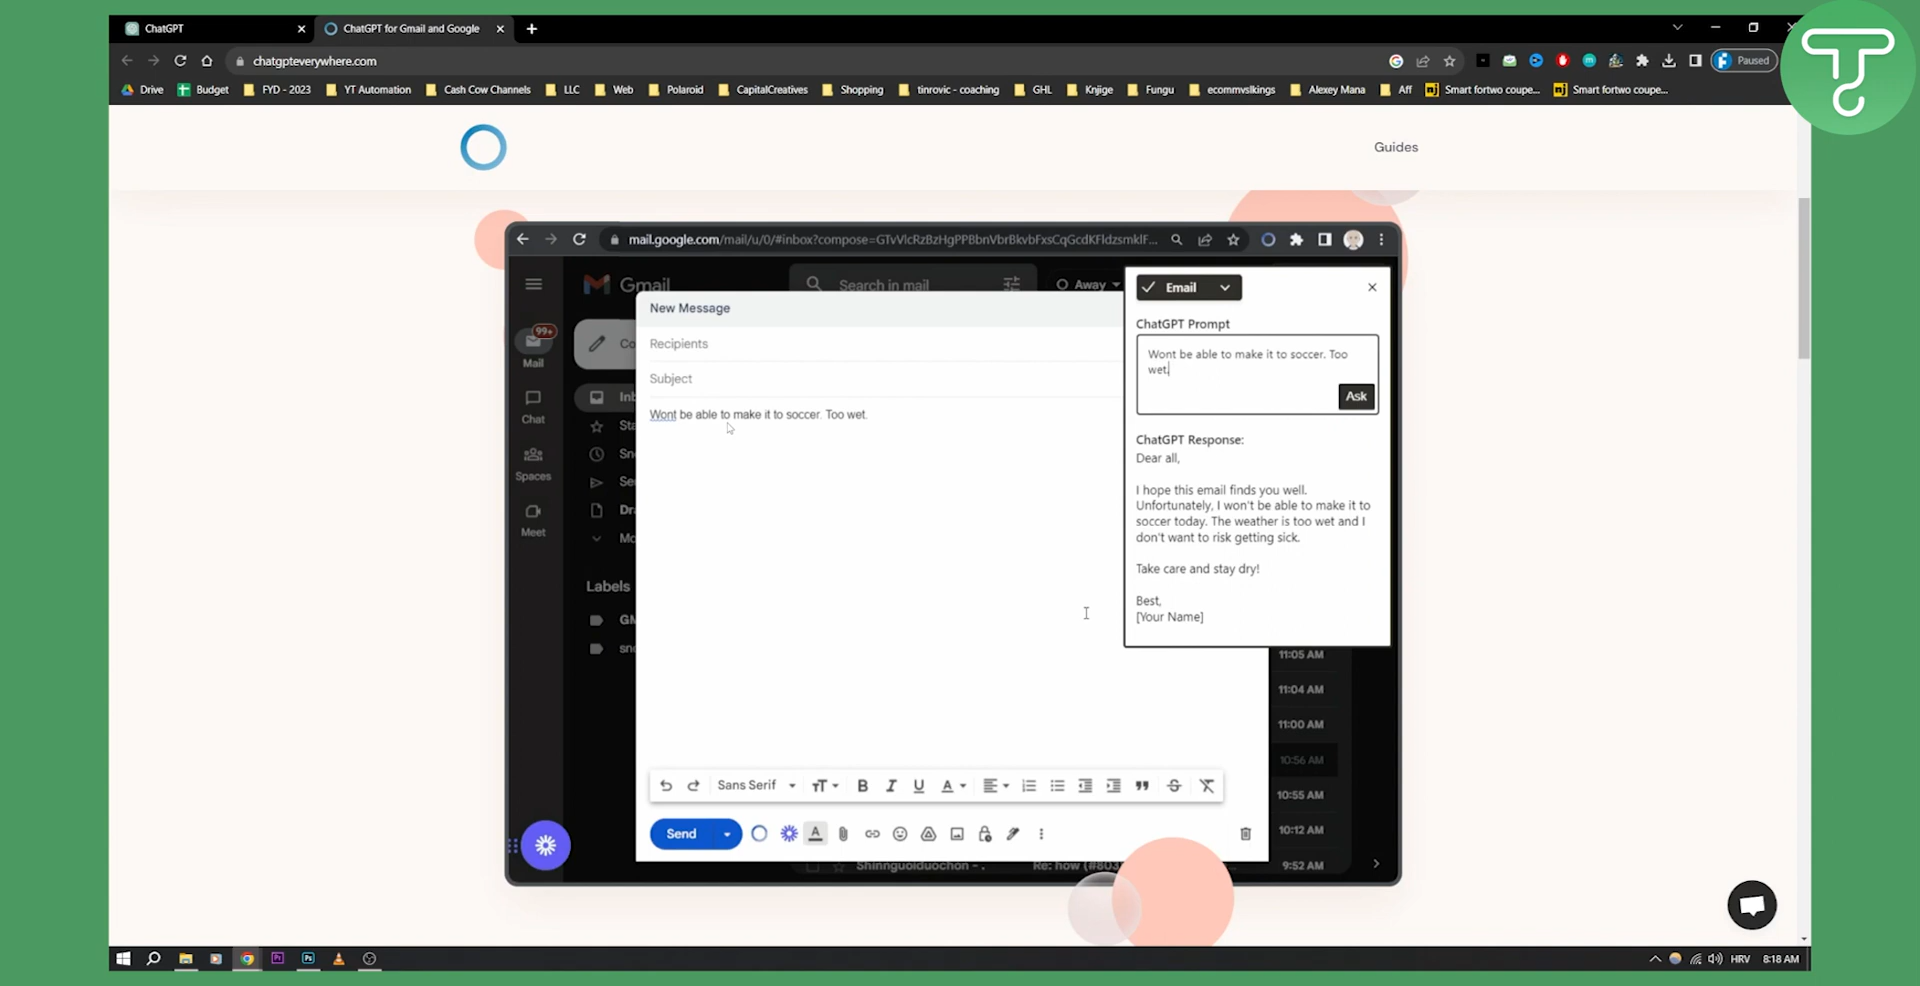 ChatGPT
ChatGPT for Gmail and Google
chatgpteverywhere.com
Paused
Drive
Budget
FYD - 2023
YT Automation
Cash Cow Channels
LLC
Web
Polaroid
CapitalCreatives
Shopping
tinrovic - coaching
GHL
Knjige
Fungu
ecommvslkings
Alexey Mana
Aff
Smart fortwo coupe...
Smart fortwo coupe...
Guides
mail.google.com/mail/u/0/#inbox?compose=
Gmail
Search in mail
Away
99+
Mail
Chat
Spaces
Meet
Labels
New Message
Recipients
Subject
Wont be able to make it to soccer. Too wet.
Email
ChatGPT Prompt
Wont be able to make it to soccer. Too
wet.
Ask
ChatGPT Response:
Dear all,
I hope this email finds you well.
Unfortunately, I won't be able to make it to
soccer today. The weather is too wet and I
don't want to risk getting sick.
Take care and stay dry!
Best,
[Your Name]
11:05 AM
11:04 AM
11:00 AM
10:56 AM
10:55 AM
10:12 AM
9:52 AM
Sans Serif
Send
HRV
8:18 AM